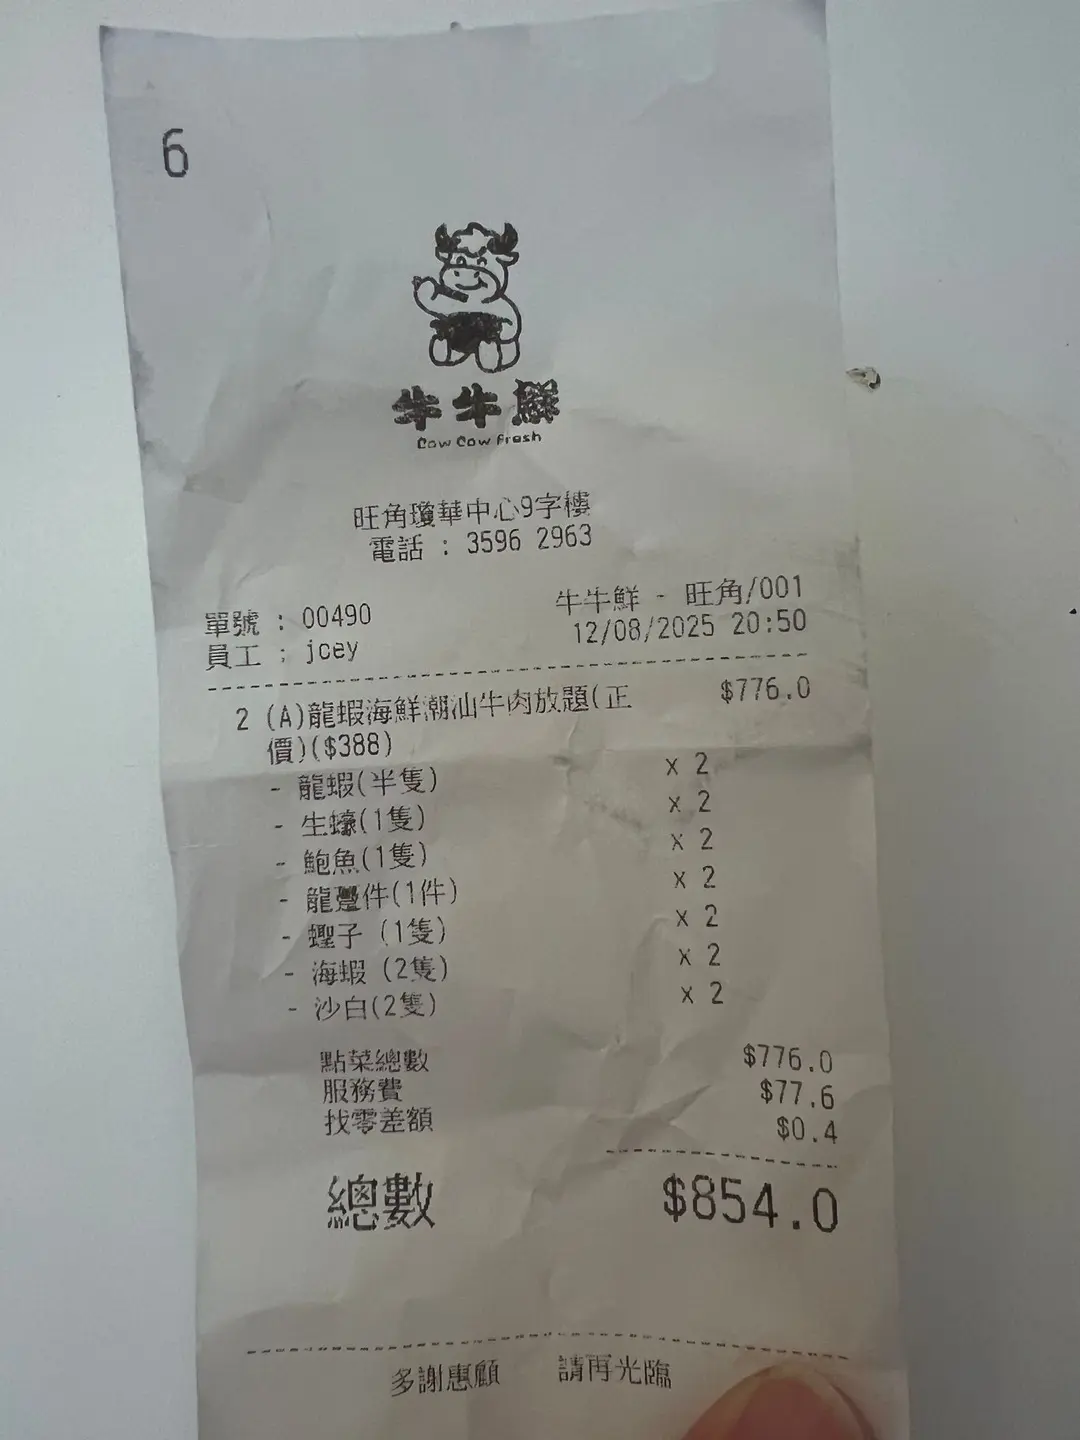 6
牛牛鮮
Cow Cow Fresh
旺角瓊華中心9字樓
電話 : 3596 2963
單號 : 00490
牛牛鮮 - 旺角/001
員工 : jcey
12/08/2025 20:50
2 (A)龍蝦海鮮潮汕牛肉放題(正 $776.0
價)($388)
- 龍蝦(半隻) x 2
- 生蠔(1隻) x 2
- 鮑魚(1隻) x 2
- 龍躉件(1件) x 2
- 蟶子 (1隻) x 2
- 海蝦 (2隻) x 2
- 沙白(2隻) x 2
點菜總數 $776.0
服務費 $77.6
找零差額 $0.4
總數 $854.0
多謝惠顧 請再光臨